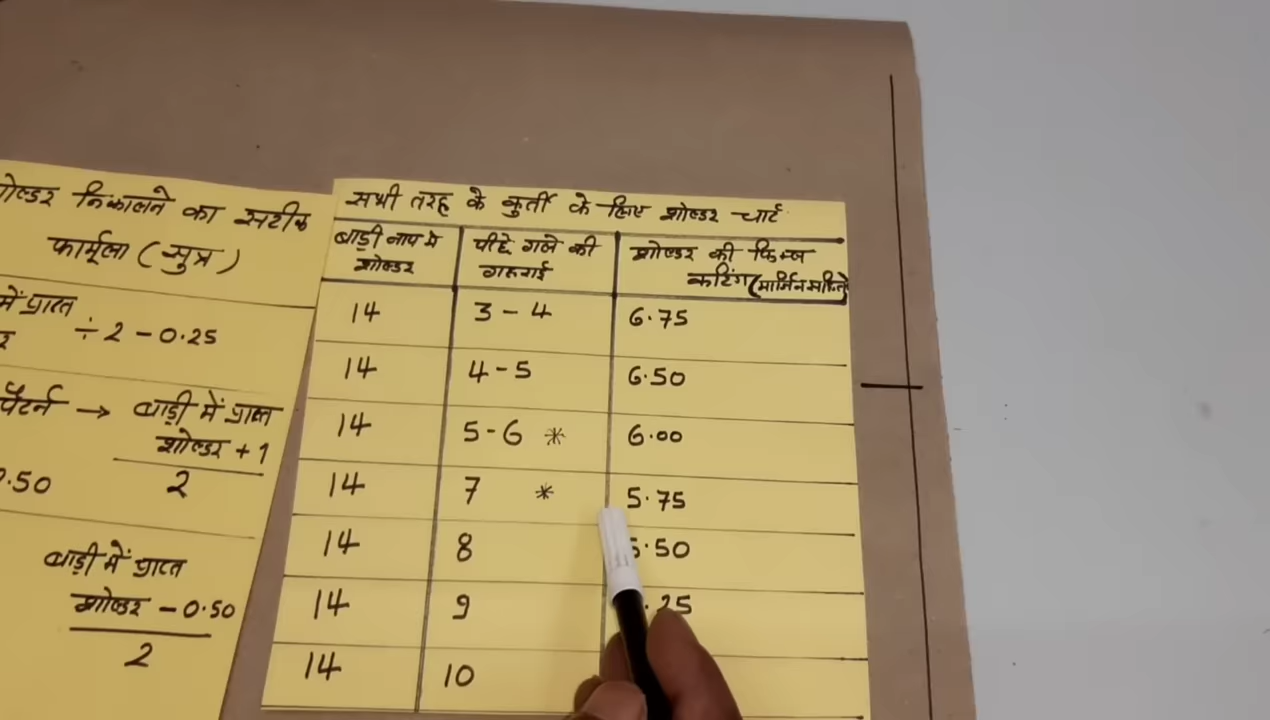 शोल्डर निकालने का सटीक
फार्मूला (सुत्र)
में प्राप्त
÷ 2 - 0.25
पैटर्न → बाड़ी में प्राप्त
शोल्डर + 1
2
.50
बाड़ी में प्राप्त
शोल्डर - 0.50
2
सभी तरह के कुर्ती के लिए शोल्डर चार्ट
बाड़ी नाप मे शोल्डर
पीछे गले की गहराई
शोल्डर की फिक्स कटिंग (मार्जिन सहित)
14 3 - 4 6.75
14 4 - 5 6.50
14 5 - 6 * 6.00
14 7 * 5.75
14 8 .50
14 9 .25
14 10